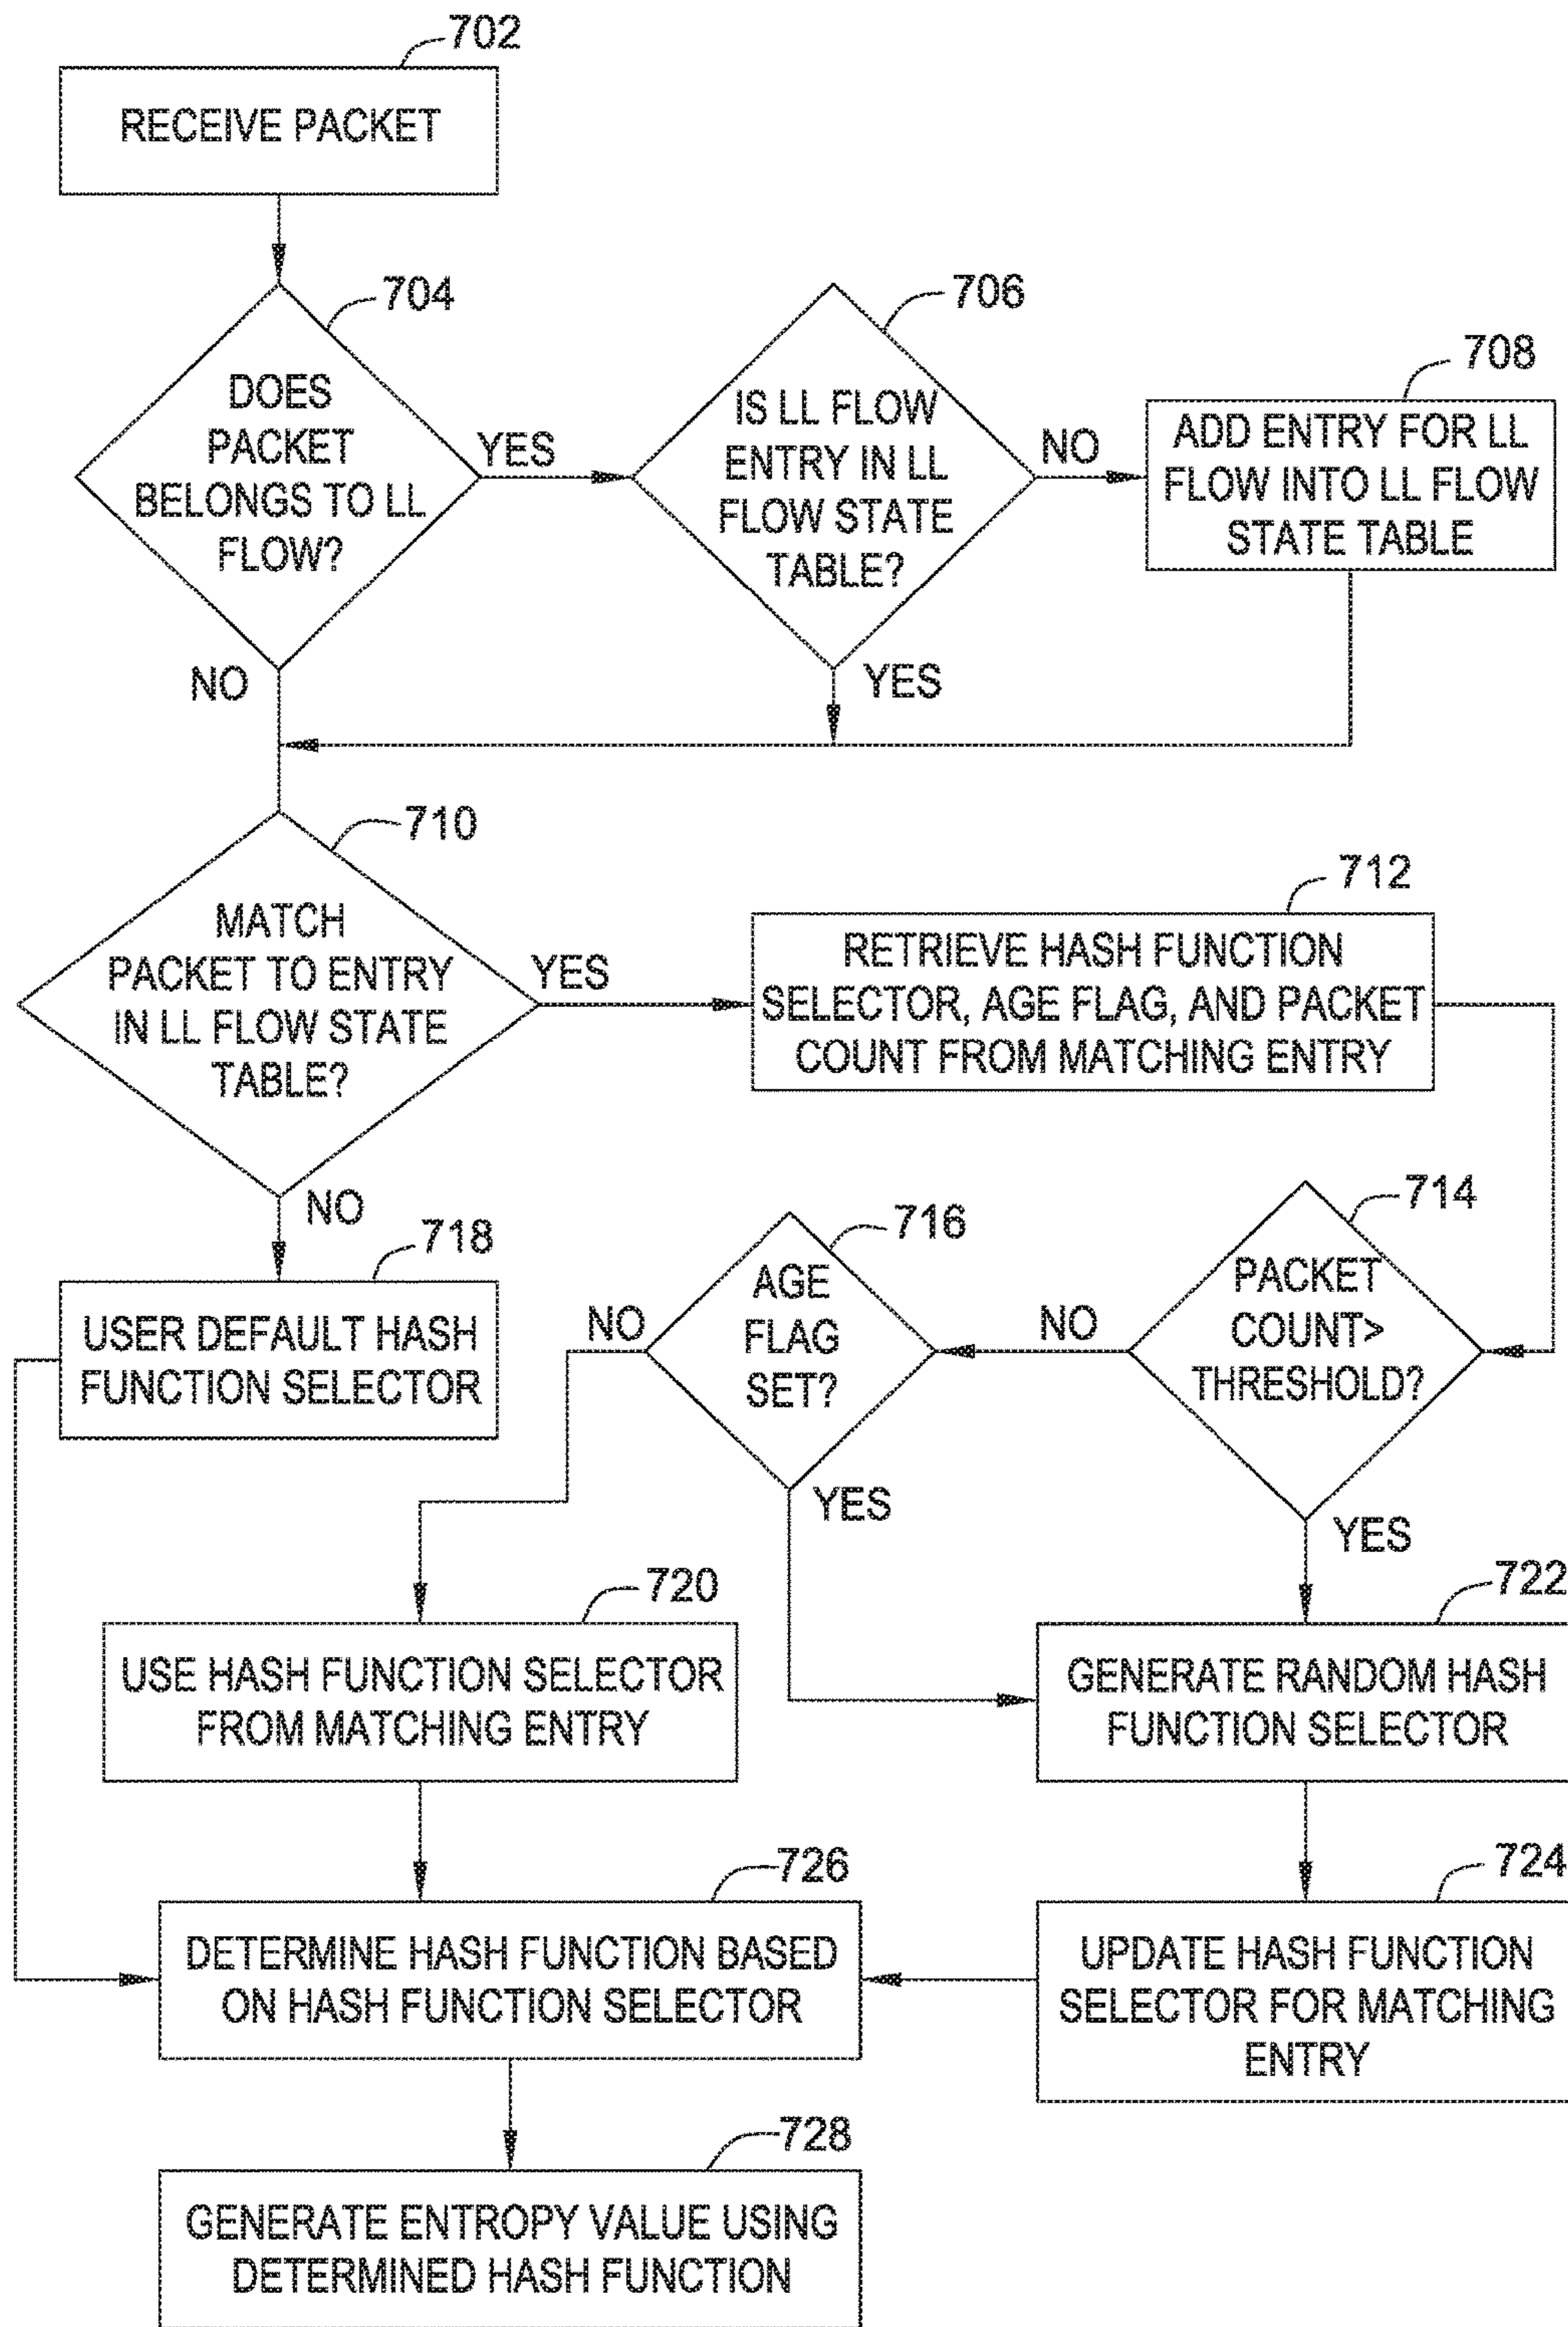 702
RECEIVE PACKET
704
DOES
PACKET
BELONGS TO LL
FLOW?
YES
NO
706
IS LL FLOW
ENTRY IN LL
FLOW STATE
TABLE?
NO
YES
708
ADD ENTRY FOR LL
FLOW INTO LL FLOW
STATE TABLE
710
MATCH
PACKET TO ENTRY
IN LL FLOW STATE
TABLE?
YES
NO
712
RETRIEVE HASH FUNCTION
SELECTOR, AGE FLAG, AND PACKET
COUNT FROM MATCHING ENTRY
714
PACKET
COUNT>
THRESHOLD?
NO
YES
716
AGE
FLAG
SET?
NO
YES
718
USER DEFAULT HASH
FUNCTION SELECTOR
720
USE HASH FUNCTION SELECTOR
FROM MATCHING ENTRY
722
GENERATE RANDOM HASH
FUNCTION SELECTOR
724
UPDATE HASH FUNCTION
SELECTOR FOR MATCHING
ENTRY
726
DETERMINE HASH FUNCTION BASED
ON HASH FUNCTION SELECTOR
728
GENERATE ENTROPY VALUE USING
DETERMINED HASH FUNCTION